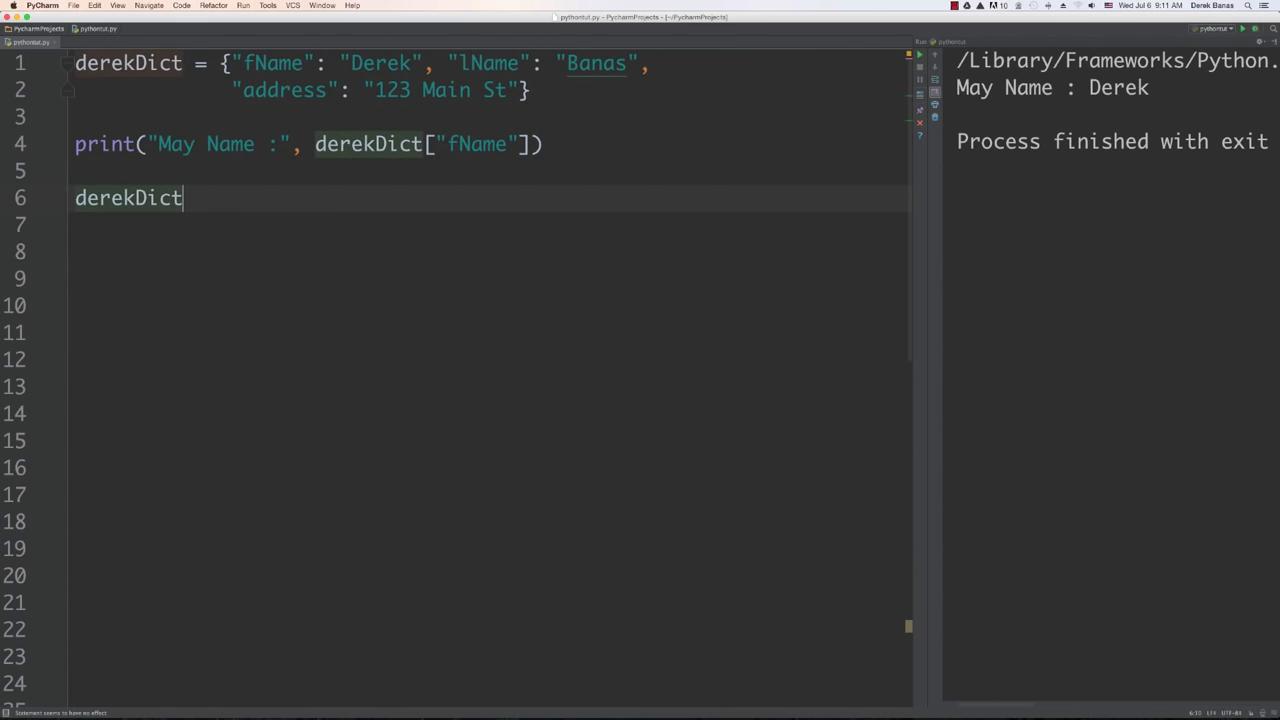 PyCharm File Edit View Navigate Code Refactor Run Tools VCS Window Help 10 Wed Jul 6 9:11 AM Derek Banas
pythontut.py - PyCharmProjects - [~/PycharmProjects]
PycharmProjects pythontut.py pythontut
pythontut.py Run: pythontut
1 derekDict = {"fName": "Derek", "lName": "Banas",
2 "address": "123 Main St"}
3
4 print("May Name :", derekDict["fName"])
5
6 derekDict
7
8
9
10
11
12
13
14
15
16
17
18
19
20
21
22
23
24
/Library/Frameworks/Python.
May Name : Derek
Process finished with exit
Statement seems to have no effect 6:10 LF UTF-8